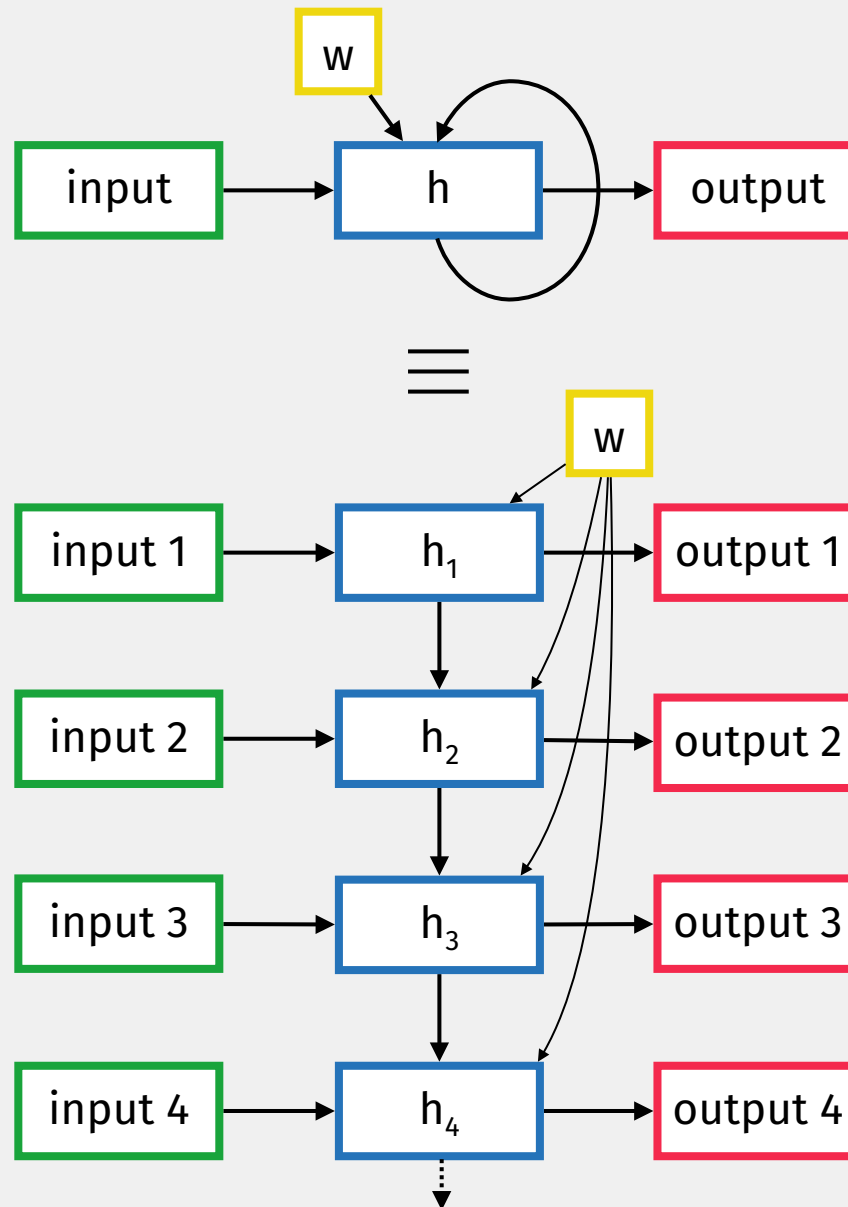 w
input h output
≡
w
input 1 h₁ output 1
input 2 h₂ output 2
input 3 h₃ output 3
input 4 h₄ output 4